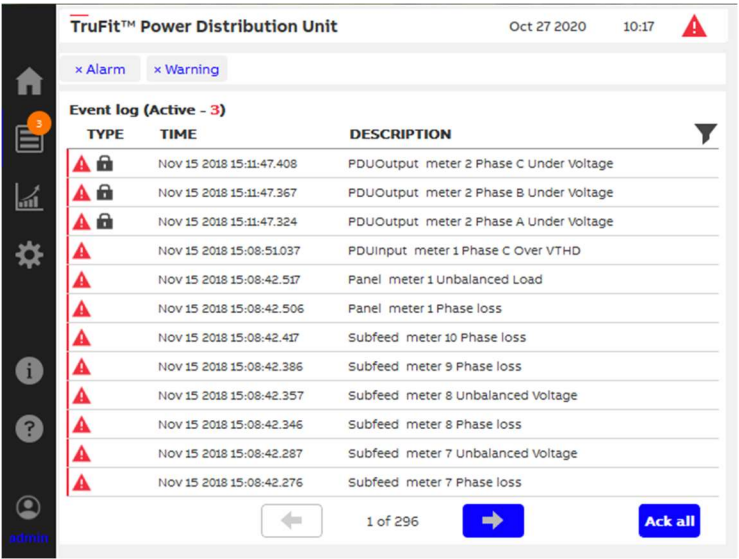 TruFit™ Power Distribution Unit Oct 27 2020 10:17
× Alarm × Warning
Event log (Active - 3)
3
TYPE TIME DESCRIPTION
Nov 15 2018 15:11:47.408 PDUOutput meter 2 Phase C Under Voltage
Nov 15 2018 15:11:47.367 PDUOutput meter 2 Phase B Under Voltage
Nov 15 2018 15:11:47.324 PDUOutput meter 2 Phase A Under Voltage
Nov 15 2018 15:08:51.037 PDUInput meter 1 Phase C Over VTHD
Nov 15 2018 15:08:42.517 Panel meter 1 Unbalanced Load
Nov 15 2018 15:08:42.506 Panel meter 1 Phase loss
Nov 15 2018 15:08:42.417 Subfeed meter 10 Phase loss
Nov 15 2018 15:08:42.386 Subfeed meter 9 Phase loss
Nov 15 2018 15:08:42.357 Subfeed meter 8 Unbalanced Voltage
Nov 15 2018 15:08:42.346 Subfeed meter 8 Phase loss
Nov 15 2018 15:08:42.287 Subfeed meter 7 Unbalanced Voltage
Nov 15 2018 15:08:42.276 Subfeed meter 7 Phase loss
1 of 296 Ack all
admin